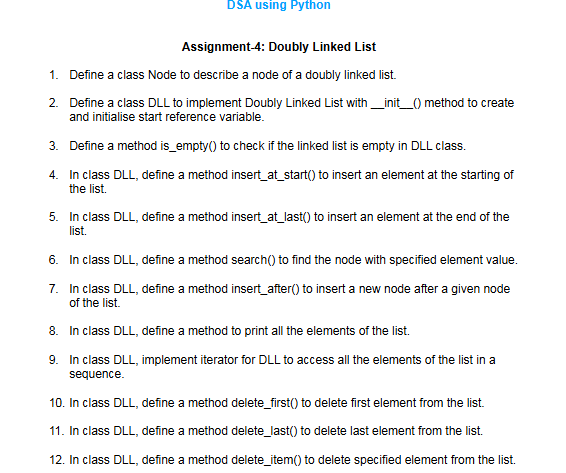 DSA using Python
Assignment-4: Doubly Linked List
1. Define a class Node to describe a node of a doubly linked list.
2. Define a class DLL to implement Doubly Linked List with __init__() method to create
and initialise start reference variable.
3. Define a method is_empty() to check if the linked list is empty in DLL class.
4. In class DLL, define a method insert_at_start() to insert an element at the starting of
the list.
5. In class DLL, define a method insert_at_last() to insert an element at the end of the
list.
6. In class DLL, define a method search() to find the node with specified element value.
7. In class DLL, define a method insert_after() to insert a new node after a given node
of the list.
8. In class DLL, define a method to print all the elements of the list.
9. In class DLL, implement iterator for DLL to access all the elements of the list in a
sequence.
10. In class DLL, define a method delete_first() to delete first element from the list.
11. In class DLL, define a method delete_last() to delete last element from the list.
12. In class DLL, define a method delete_item() to delete specified element from the list.